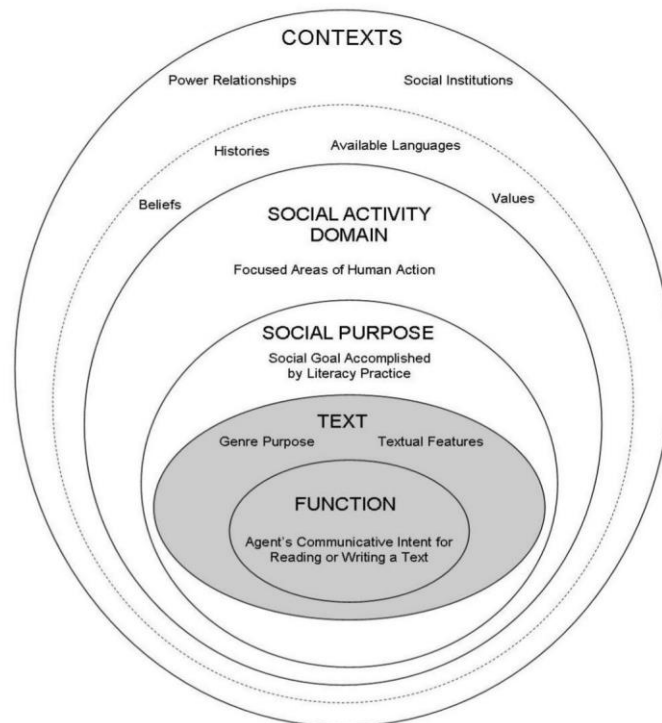 CONTEXTS
Power Relationships Social Institutions
Histories Available Languages
Beliefs Values
SOCIAL ACTIVITY
DOMAIN
Focused Areas of Human Action
SOCIAL PURPOSE
Social Goal Accomplished
by Literacy Practice
TEXT
Genre Purpose Textual Features
FUNCTION
Agent's Communicative Intent for
Reading or Writing a Text